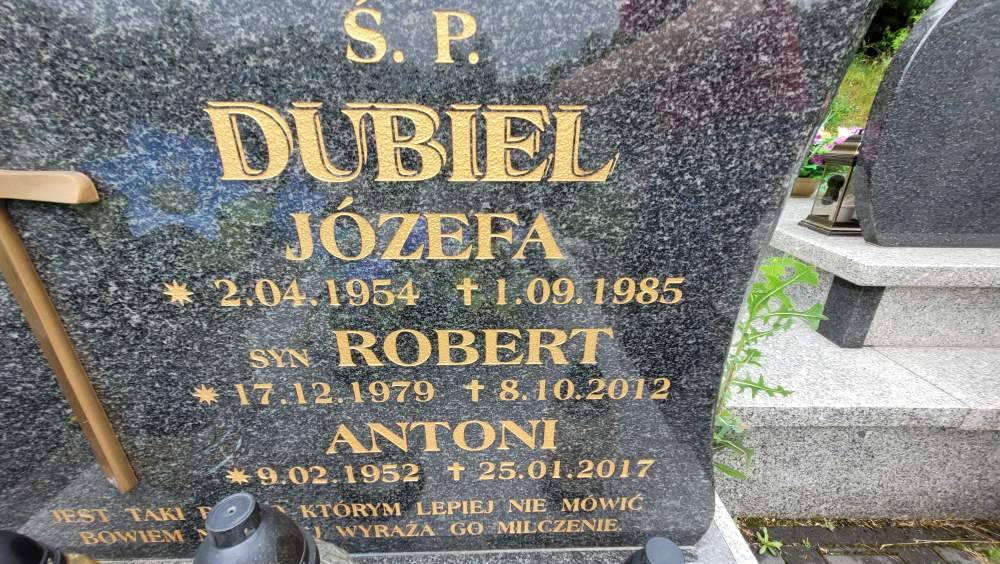 Ś. P.
DUBIEL
JÓZEFA
* 2.04.1954 † 1.09.1985
SYN ROBERT
* 17.12.1979 † 8.10.2012
ANTONI
* 9.02.1952 † 25.01.2017
JEST TAKI KTÓRYM LEPIEJ NIE MÓWIĆ
BOWIEM WYRAŻA GO MILCZENIE.